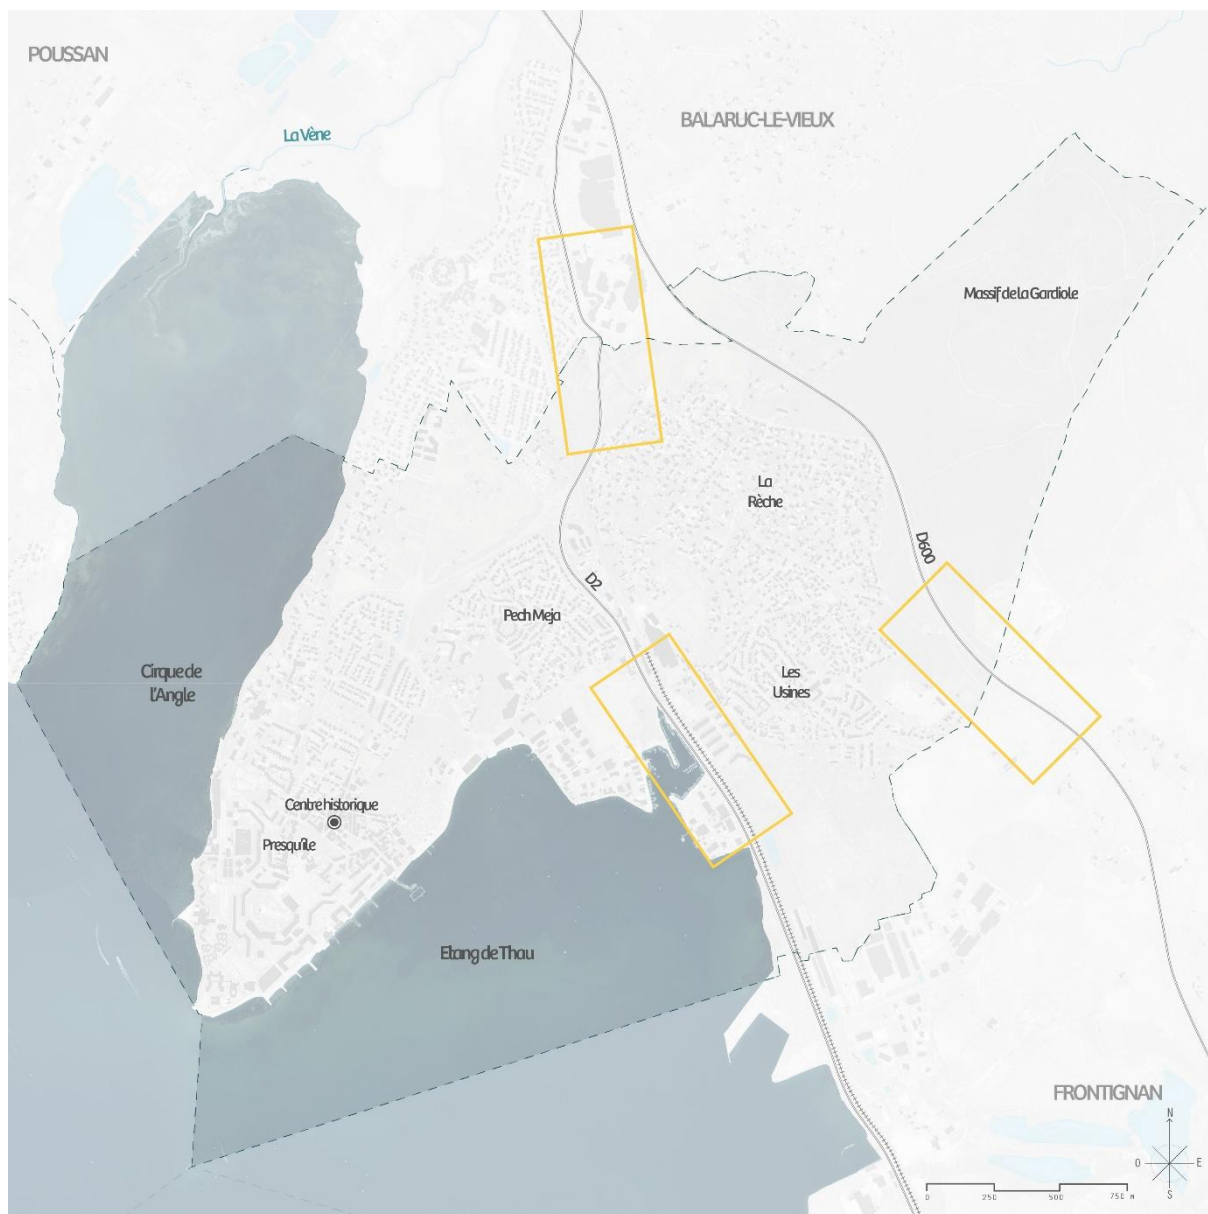 POUSSAN
BALARUC-LE-VIEUX
La Vène
Massif de la Gardiole
La
Rèche
D600
D2
Pech Meja
Cirque de
l'Angle
Les
Usines
Centre historique
Presqu'île
Etang de Thau
FRONTIGNAN
N
O
E
S
0
250
500
750 M